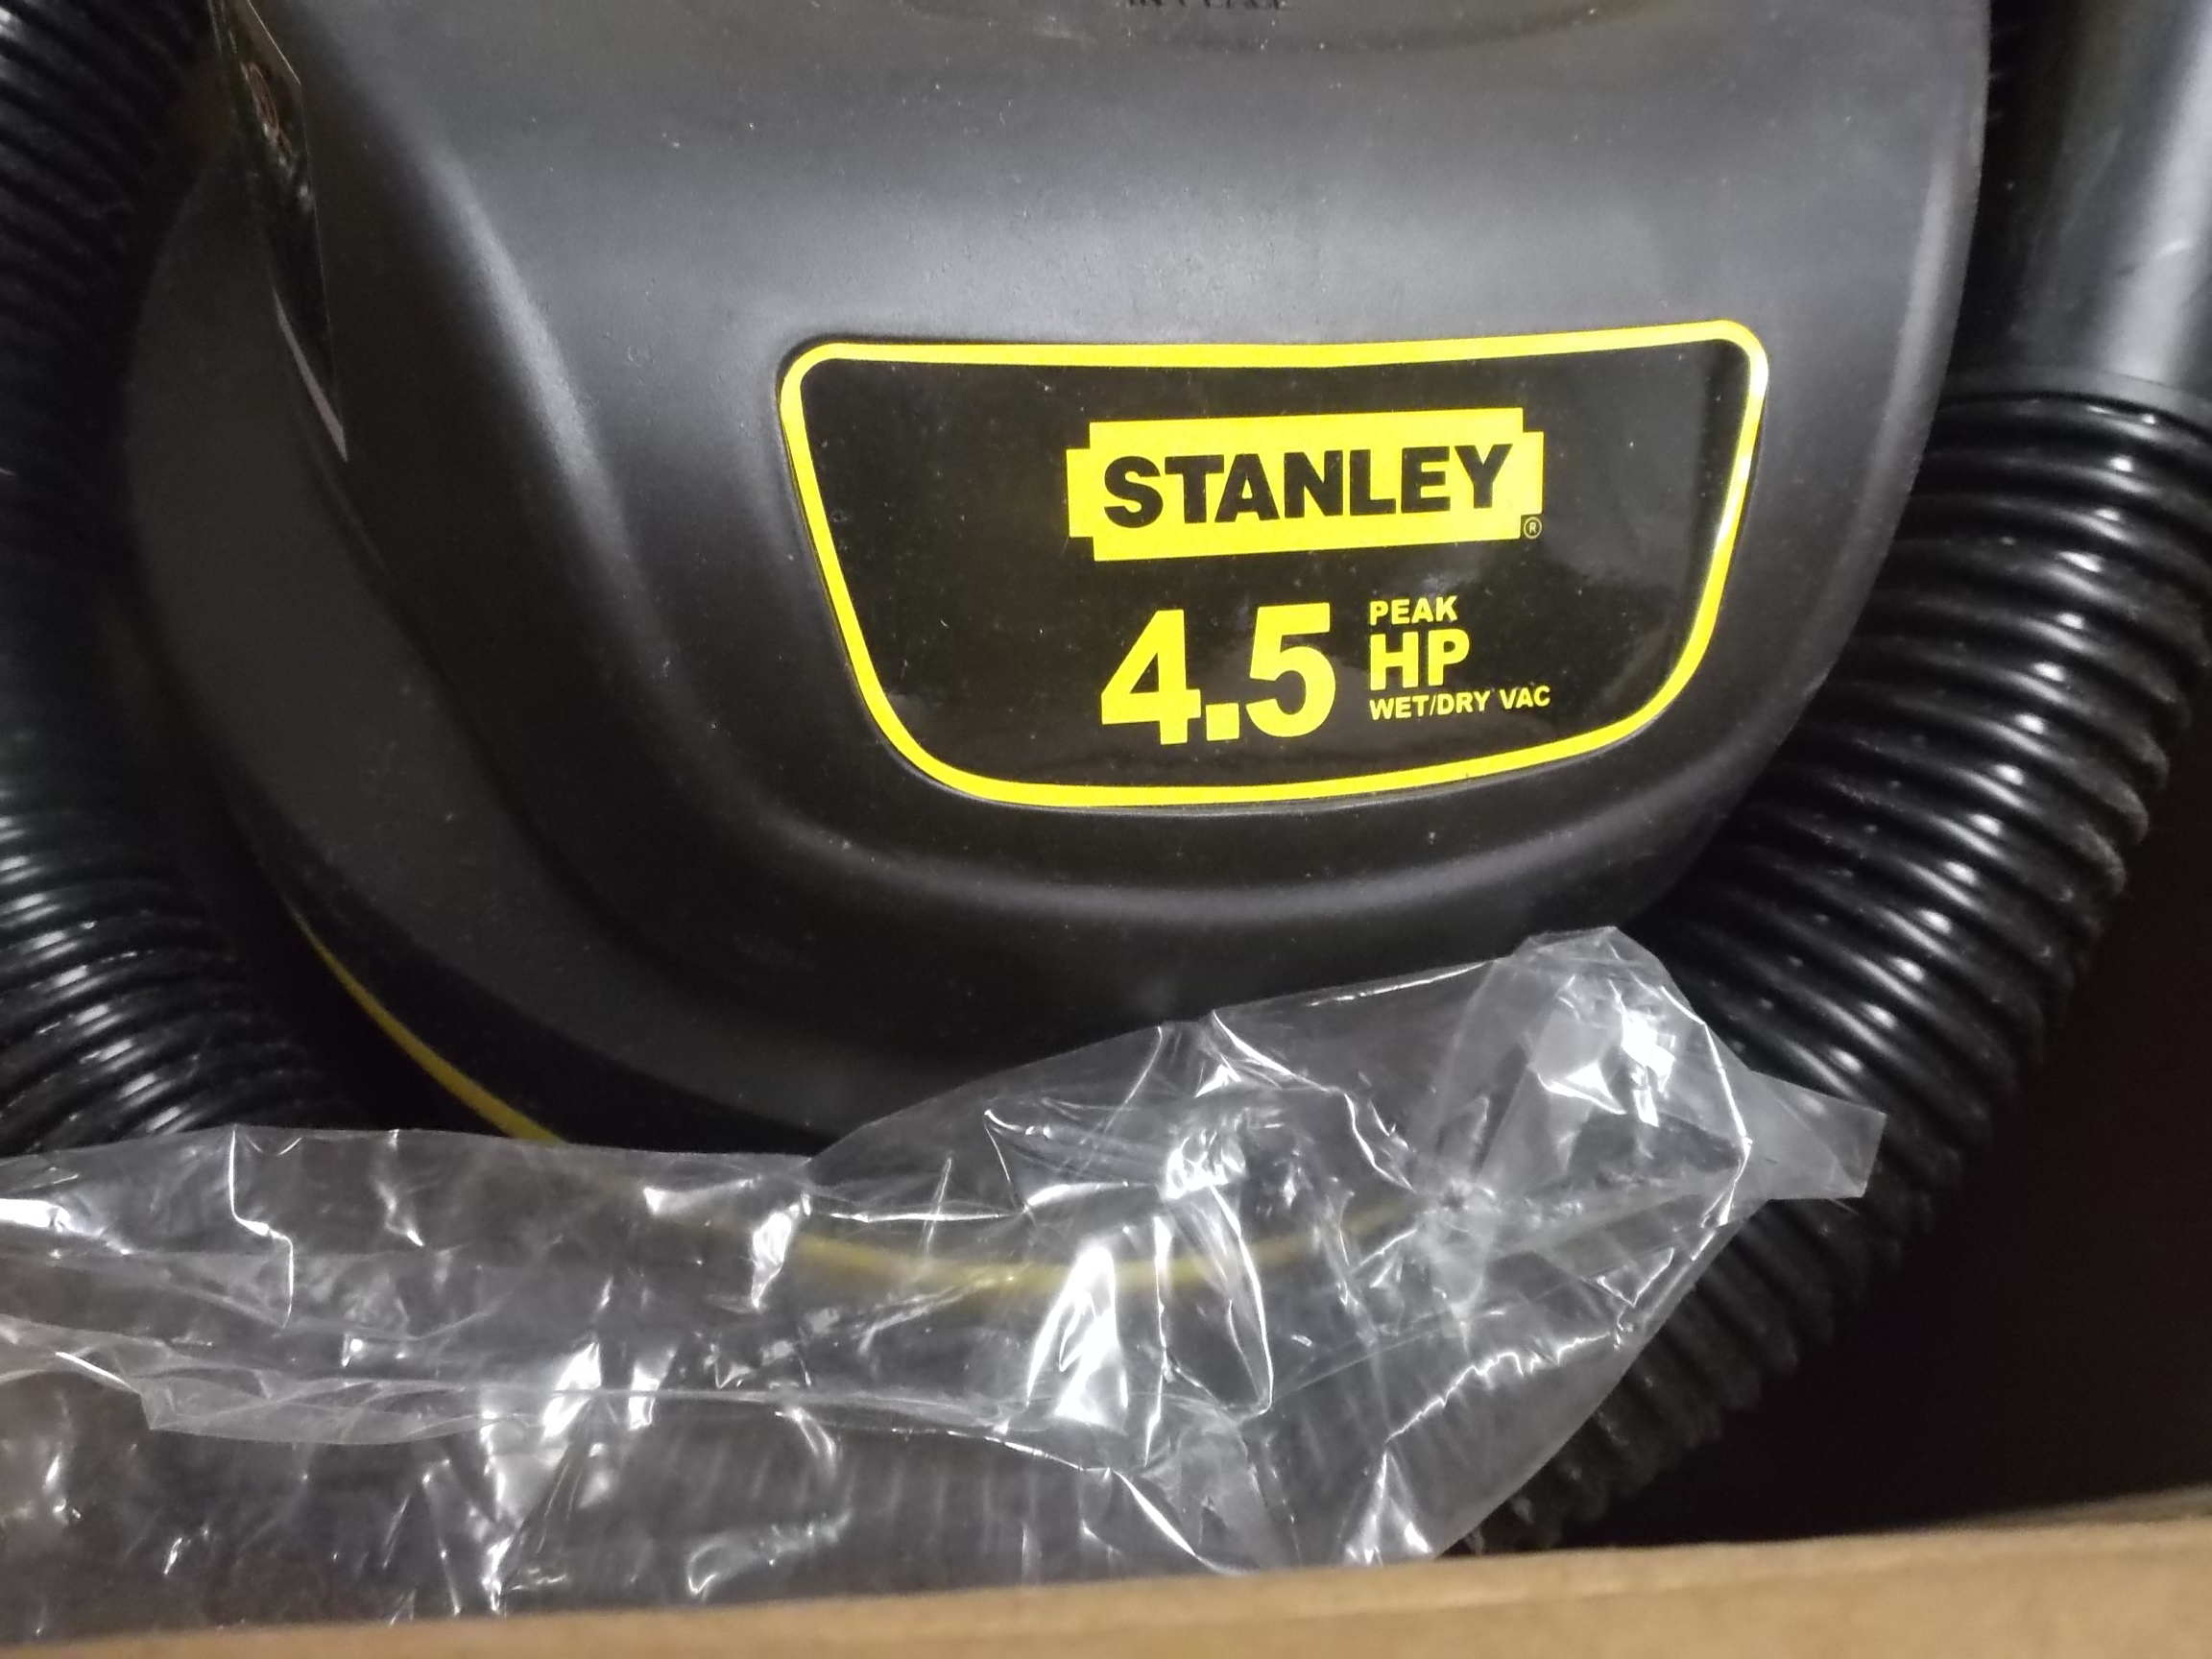 STANLEY®
4.5 PEAK
HP
WET/DRY VAC